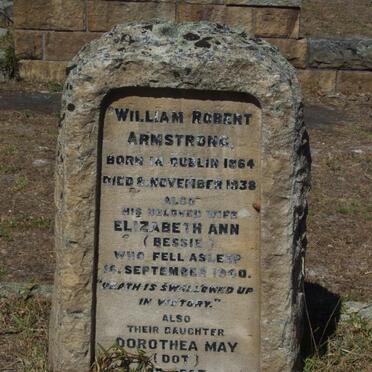 WILLIAM ROBERT
ARMSTRONG,
BORN IN DUBLIN 1864
DIED 8 NOVEMBER 1938
ALSO
HIS BELOVED WIFE
ELIZABETH ANN
(BESSIE)
WHO FELL ASLEEP
SEPTEMBER 1940.
"DEATH IS SWALLOWED UP
IN VICTORY."
ALSO
THEIR DAUGHTER
DOROTHEA MAY
(DOT)